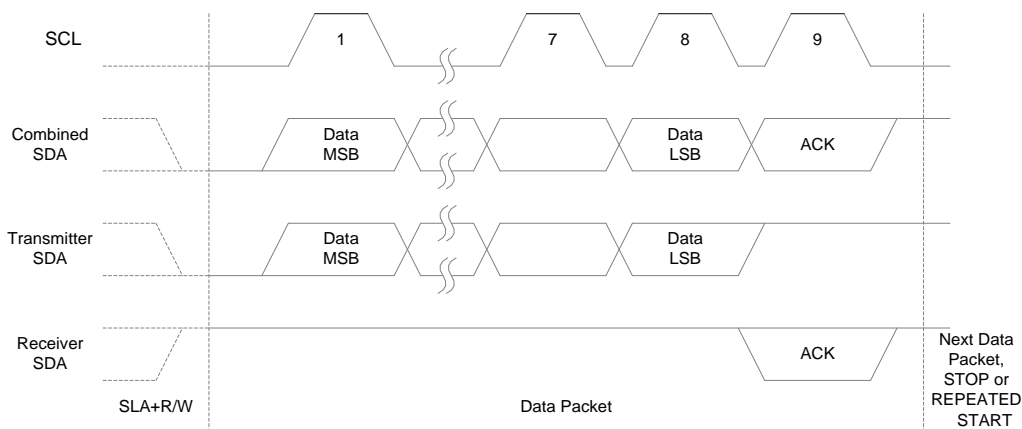 SCL
1
7
8
9
Combined
SDA
Data
MSB
Data
LSB
ACK
Transmitter
SDA
Data
MSB
Data
LSB
Receiver
SDA
ACK
SLA+R/W
Data Packet
Next Data
Packet,
STOP or
REPEATED
START